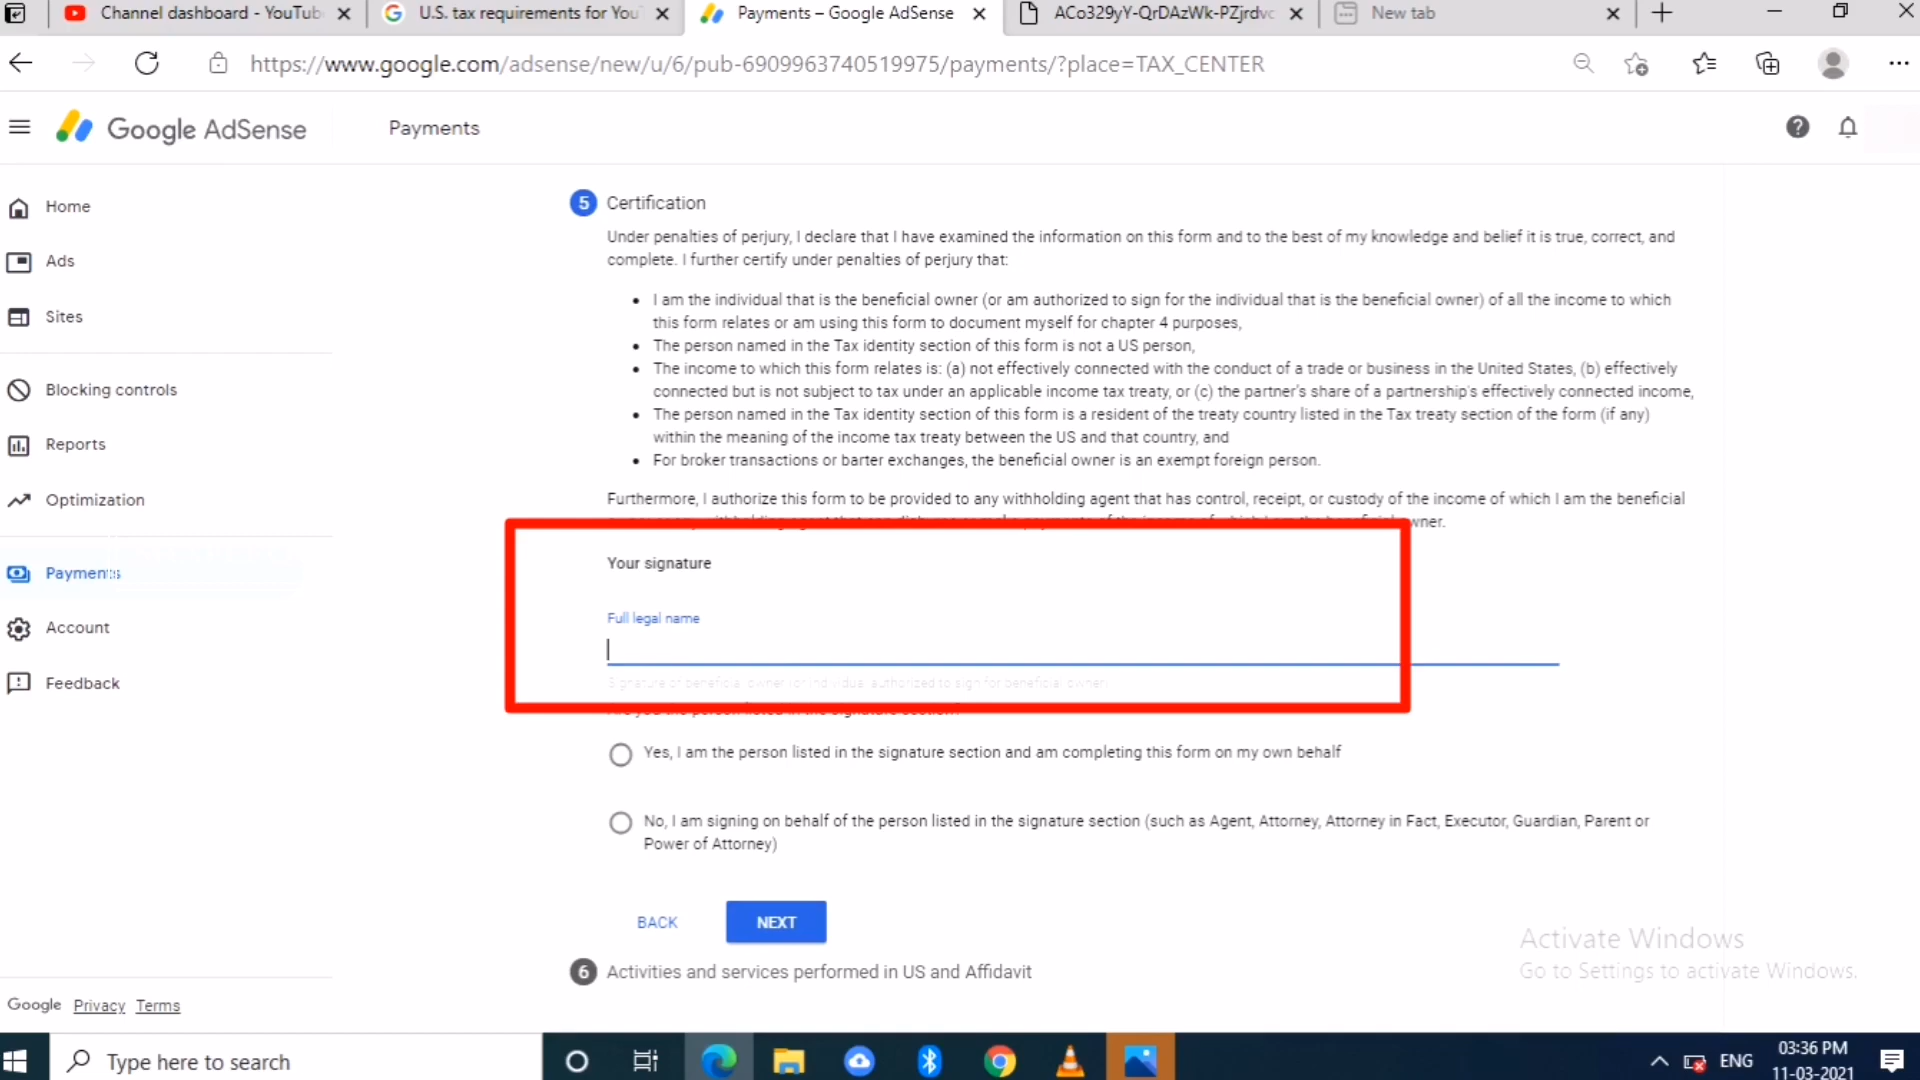 Channel dashboard - YouTub
U.S. tax requirements for You
Payments – Google AdSense
ACo329yY-QrDAzWk-PZjrdvc
New tab
https://www.google.com/adsense/new/u/6/pub-6909963740519975/payments/?place=TAX_CENTER
Google AdSense
Payments
Home
Ads
Sites
Blocking controls
Reports
Optimization
Payments
Account
Feedback
Google Privacy Terms
5 Certification
Under penalties of perjury, I declare that I have examined the information on this form and to the best of my knowledge and belief it is true, correct, and
complete. I further certify under penalties of perjury that:
• I am the individual that is the beneficial owner (or am authorized to sign for the individual that is the beneficial owner) of all the income to which
this form relates or am using this form to document myself for chapter 4 purposes,
• The person named in the Tax identity section of this form is not a US person,
• The income to which this form relates is: (a) not effectively connected with the conduct of a trade or business in the United States, (b) effectively
connected but is not subject to tax under an applicable income tax treaty, or (c) the partner's share of a partnership's effectively connected income,
• The person named in the Tax identity section of this form is a resident of the treaty country listed in the Tax treaty section of the form (if any)
within the meaning of the income tax treaty between the US and that country, and
• For broker transactions or barter exchanges, the beneficial owner is an exempt foreign person.
Furthermore, I authorize this form to be provided to any withholding agent that has control, receipt, or custody of the income of which I am the beneficial
owner.
Your signature
Full legal name
Signature of beneficial owner (or individual authorized to sign for beneficial owner)
Yes, I am the person listed in the signature section and am completing this form on my own behalf
No, I am signing on behalf of the person listed in the signature section (such as Agent, Attorney, Attorney in Fact, Executor, Guardian, Parent or
Power of Attorney)
BACK NEXT
6 Activities and services performed in US and Affidavit
Activate Windows
Go to Settings to activate Windows.
Type here to search
ENG
03:36 PM
11-03-2021